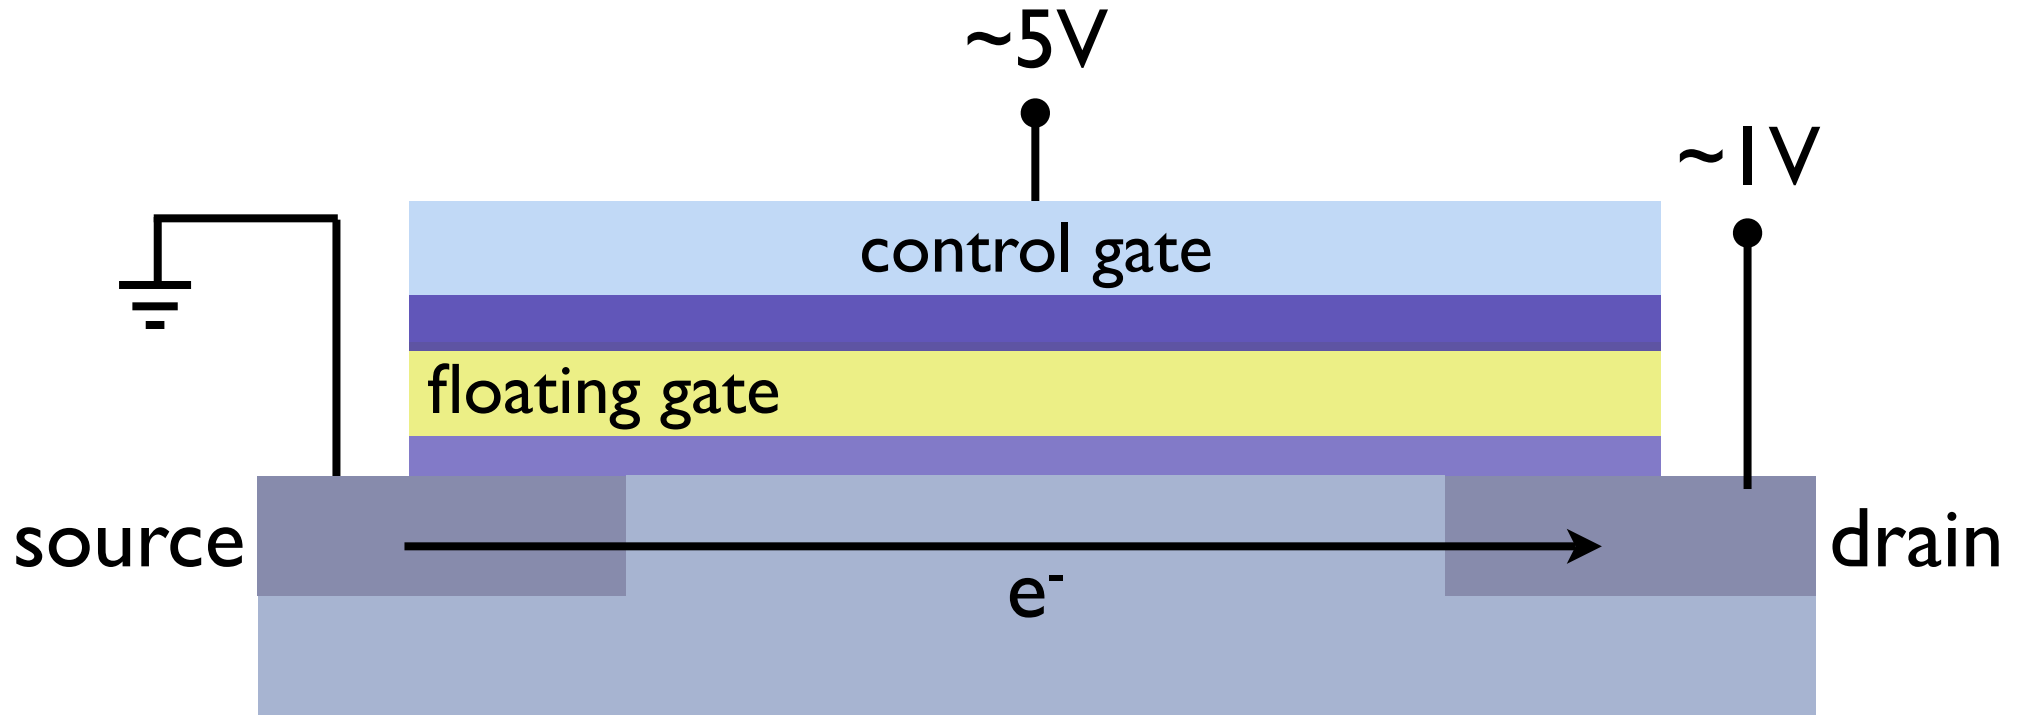 ~5V
~1V
control gate
floating gate
source
drain
e-